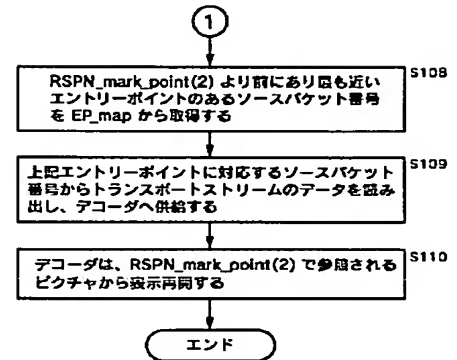 1
S108
RSPN_mark_point(2) より前にあり最も近い
エントリーポイントのあるソースパケット番号
を EP_map から取得する
S109
上記エントリーポイントに対応するソースパケット
番号からトランスポートストリームのデータを読み
出し、デコーダへ供給する
S110
デコーダは、RSPN_mark_point(2) で参照される
ピクチャから表示再開する
エンド